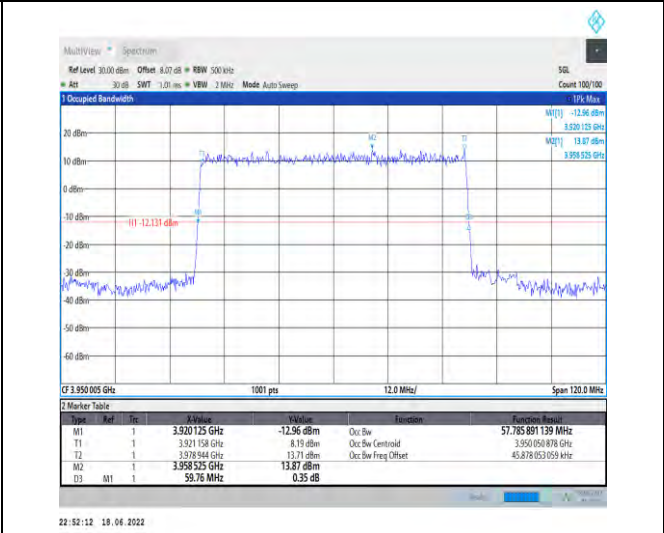 MultiView Spectrum
Ref Level 30.00 dBm Offset 8.07 dB RBW 500 kHz SGL
Att 30 dB SWT 1.01 ms VBW 2 MHz Mode Auto Sweep Count 100/100
1 Occupied Bandwidth 1Pk Max
M1[1] -12.96 dBm
3.920 125 GHz
M2[1] 13.87 dBm
3.958 525 GHz
20 dBm
M2
T1
T2
10 dBm
0 dBm
-10 dBm
H1 -12.131 dBm
-20 dBm
-30 dBm
-40 dBm
-50 dBm
-60 dBm
CF 3.950 005 GHz 1001 pts 12.0 MHz/ Span 120.0 MHz
2 Marker Table
Type Ref Trc X-Value Y-Value Function Function Result
M1 1 3.920 125 GHz -12.96 dBm Occ Bw 57.785 891 139 MHz
T1 1 3.921 158 GHz 8.19 dBm Occ Bw Centroid 3.950 050 878 GHz
T2 1 3.978 944 GHz 13.71 dBm Occ Bw Freq Offset 45.878 053 059 kHz
M2 1 3.958 525 GHz 13.87 dBm
D3 M1 1 59.76 MHz 0.35 dB
22:52:12 18.06.2022